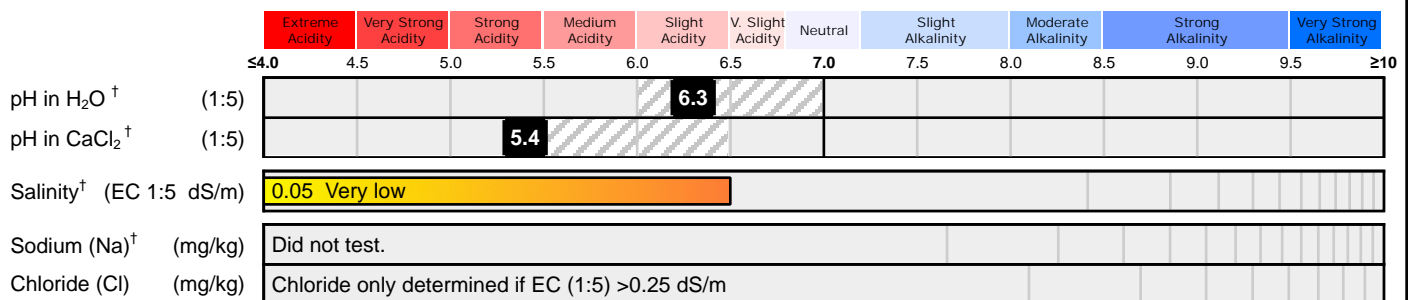 Extreme Acidity Very Strong Acidity Strong Acidity Medium Acidity Slight Acidity V. Slight Acidity Neutral Slight Alkalinity Moderate Alkalinity Strong Alkalinity Very Strong Alkalinity
≤4.0 4.5 5.0 5.5 6.0 6.5 7.0 7.5 8.0 8.5 9.5 ≥10
pH in H₂O † (1:5) 6.3
pH in CaCl₂ † (1:5) 5.4
Salinity† (EC 1:5 dS/m) 0.05 Very low
Sodium (Na)† (mg/kg) Did not test.
Chloride (Cl) (mg/kg) Chloride only determined if EC (1:5) >0.25 dS/m